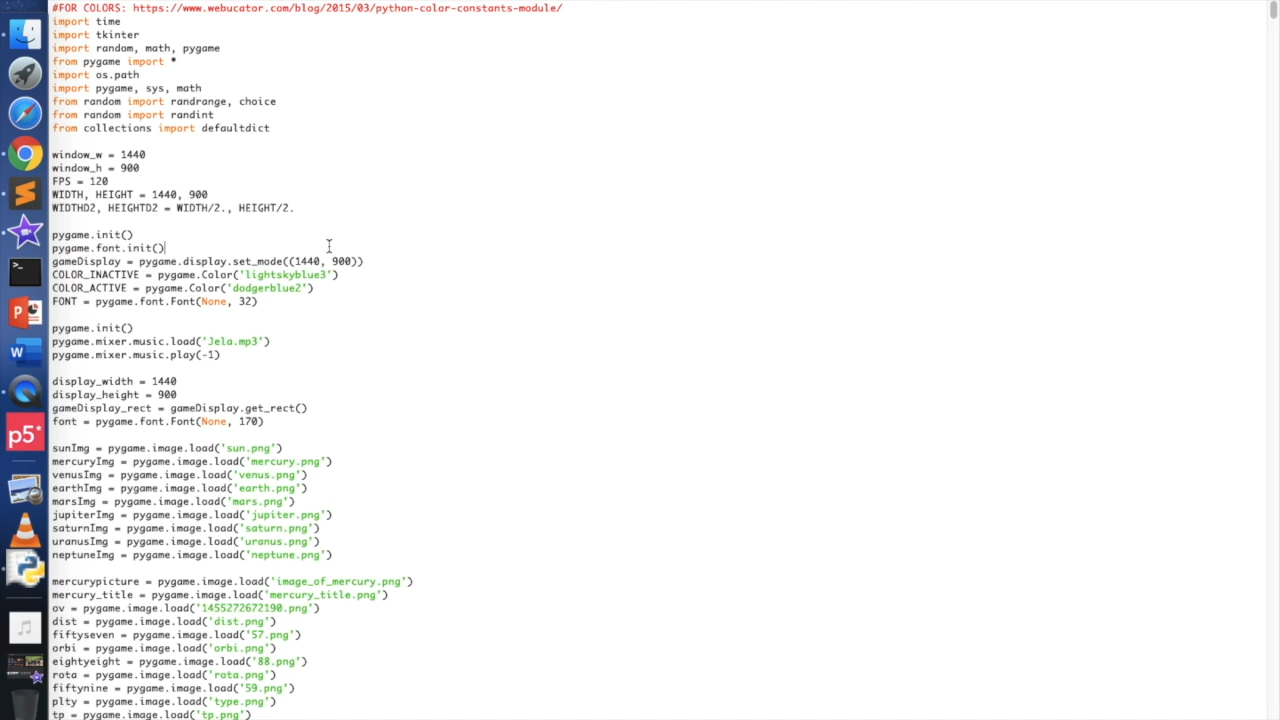 #FOR COLORS: https://www.webucator.com/blog/2015/03/python-color-constants-module/
import time
import tkinter
import random, math, pygame
from pygame import *
import os.path
import pygame, sys, math
from random import randrange, choice
from random import randint
from collections import defaultdict
window_w = 1440
window_h = 900
FPS = 120
WIDTH, HEIGHT = 1440, 900
WIDTHD2, HEIGHTD2 = WIDTH/2., HEIGHT/2.
pygame.init()
pygame.font.init()
gameDisplay = pygame.display.set_mode((1440, 900))
COLOR_INACTIVE = pygame.Color('lightskyblue3')
COLOR_ACTIVE = pygame.Color('dodgerblue2')
FONT = pygame.font.Font(None, 32)
pygame.init()
pygame.mixer.music.load('Jela.mp3')
pygame.mixer.music.play(-1)
display_width = 1440
display_height = 900
gameDisplay_rect = gameDisplay.get_rect()
font = pygame.font.Font(None, 170)
sunImg = pygame.image.load('sun.png')
mercuryImg = pygame.image.load('mercury.png')
venusImg = pygame.image.load('venus.png')
earthImg = pygame.image.load('earth.png')
marsImg = pygame.image.load('mars.png')
jupiterImg = pygame.image.load('jupiter.png')
saturnImg = pygame.image.load('saturn.png')
uranusImg = pygame.image.load('uranus.png')
neptuneImg = pygame.image.load('neptune.png')
mercurypicture = pygame.image.load('image_of_mercury.png')
mercury_title = pygame.image.load('mercury_title.png')
ov = pygame.image.load('1455272672190.png')
dist = pygame.image.load('dist.png')
fiftyseven = pygame.image.load('57.png')
orbi = pygame.image.load('orbi.png')
eightyeight = pygame.image.load('88.png')
rota = pygame.image.load('rota.png')
fiftynine = pygame.image.load('59.png')
plty = pygame.image.load('type.png')
tp = pygame.image.load('tp.png')
>_
P
W
p5*